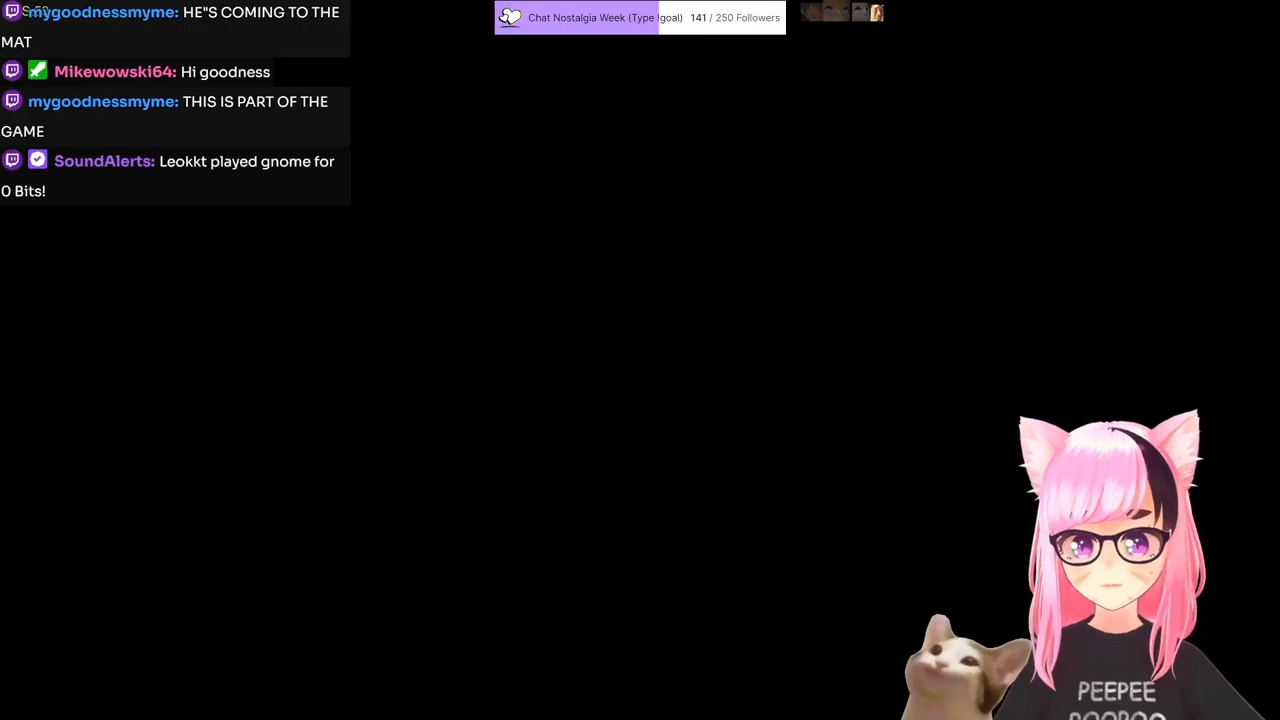 mygoodnessmyme: HE"S COMING TO THE
MAT
Mikewowski64: Hi goodness
mygoodnessmyme: THIS IS PART OF THE
GAME
SoundAlerts: Leokkt played gnome for
0 Bits!
Chat Nostalgia Week (Type !goal) 141 / 250 Followers
PEEPEE
POOPOO